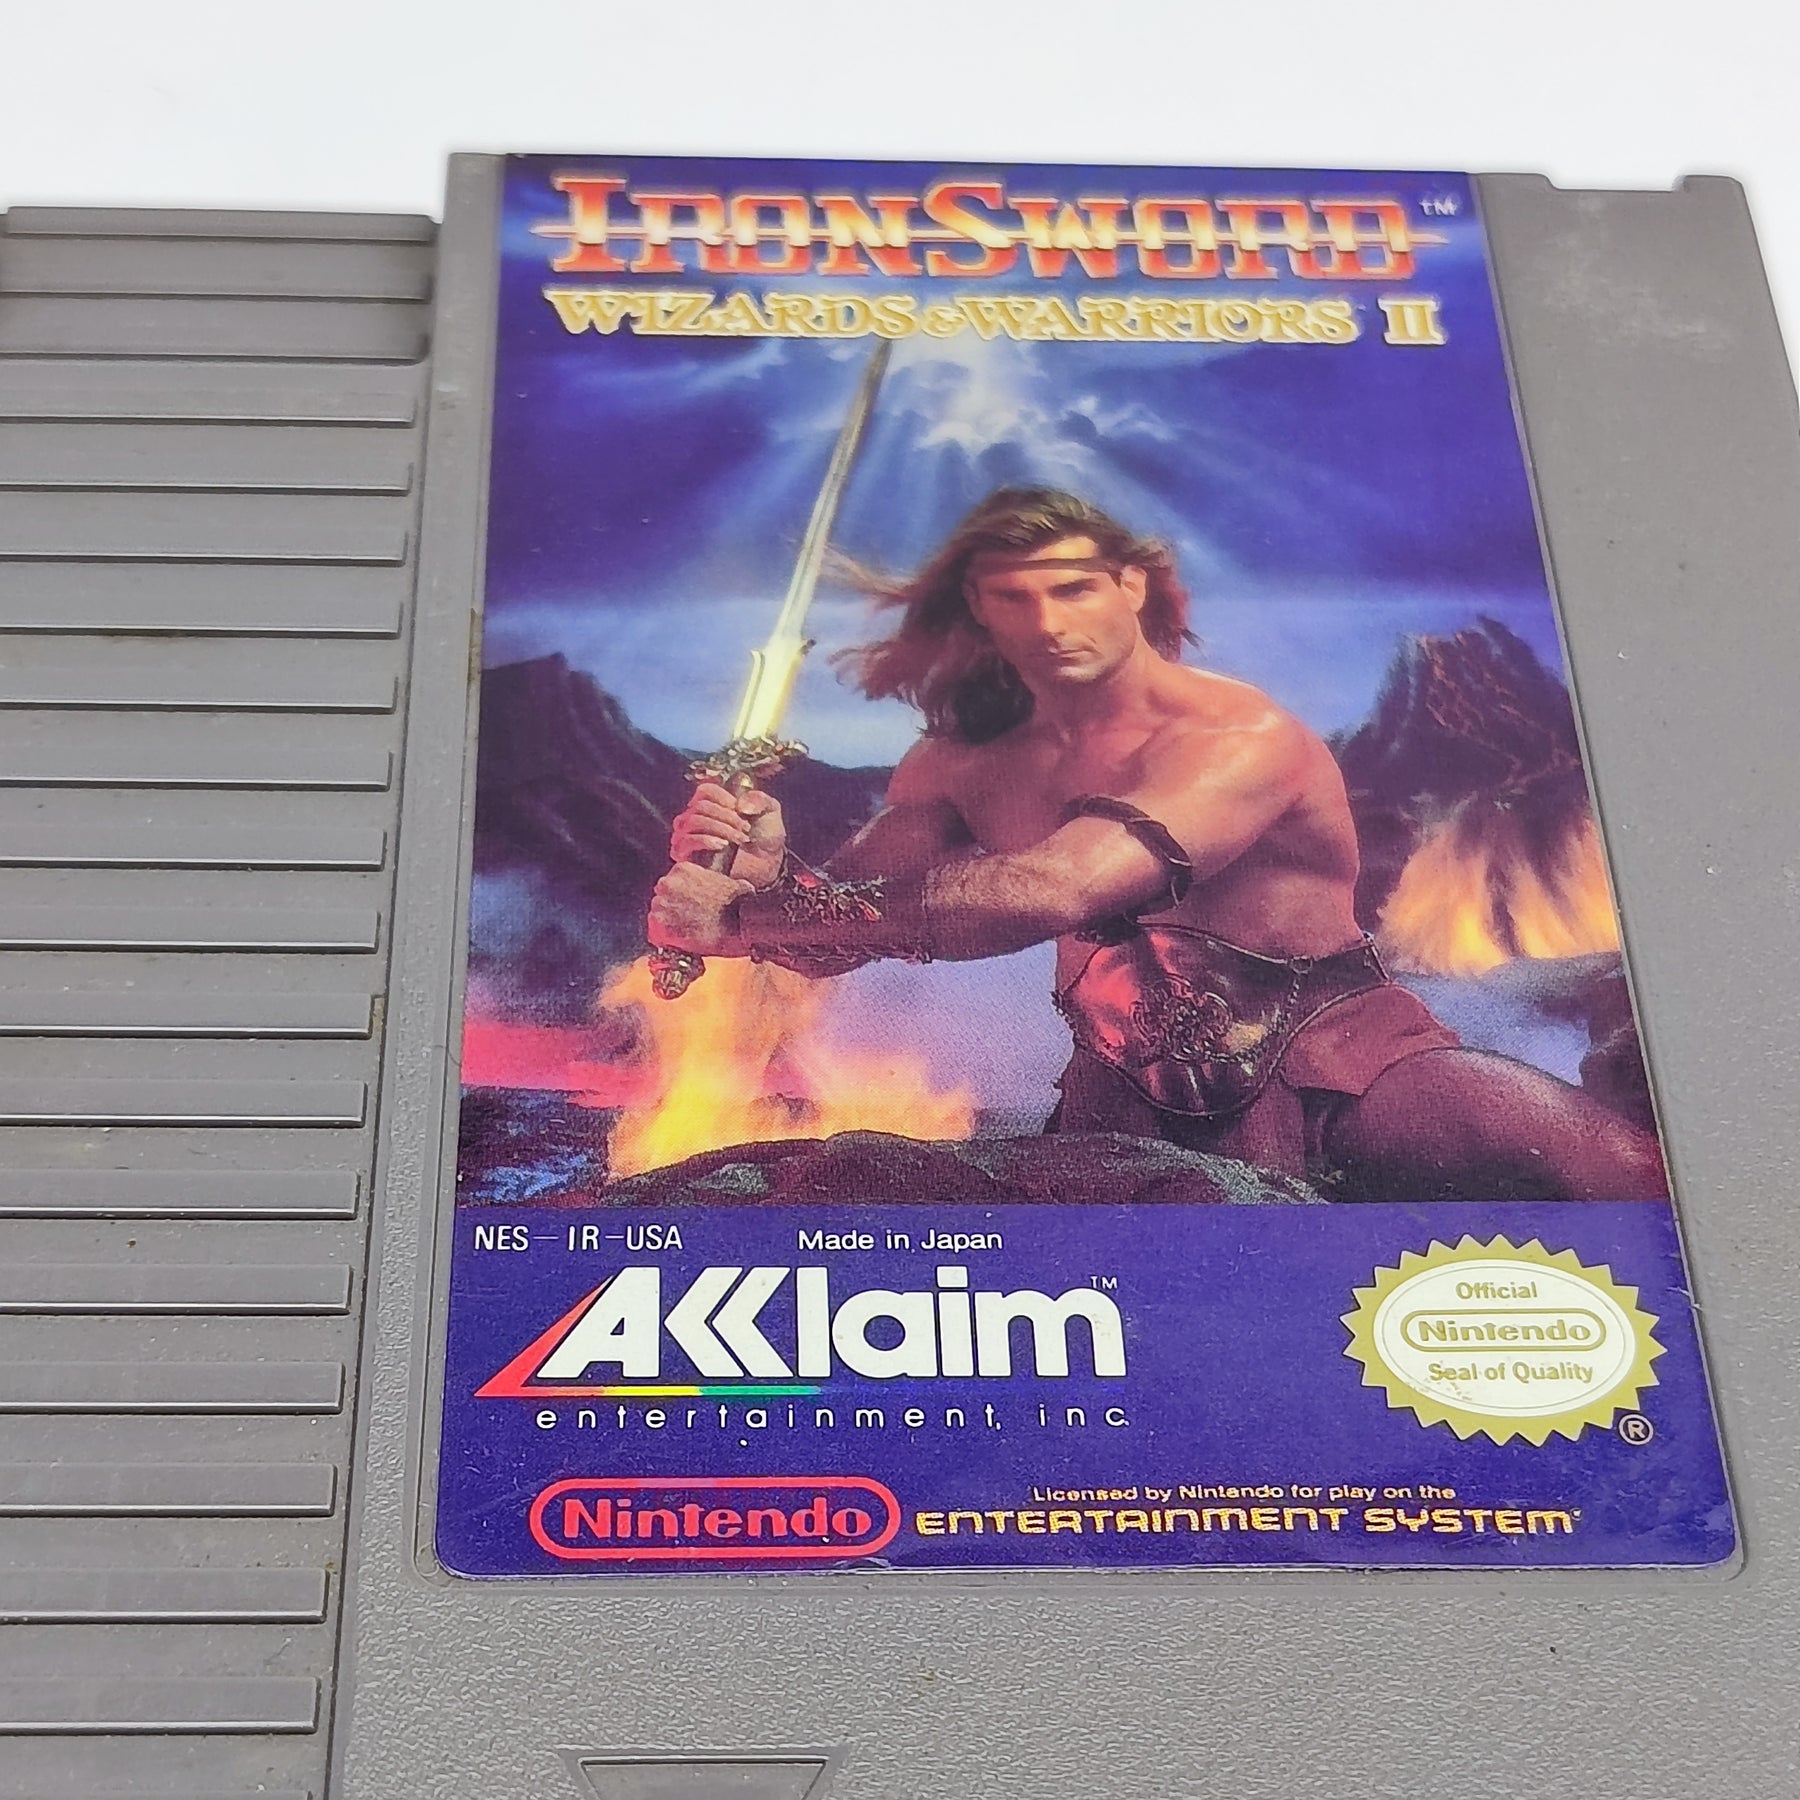 IRONSWORD™
WIZARDS & WARRIORS II
NES-IR-USA
Made in Japan
Acclaim™
entertainment, inc.
Official
Nintendo
Seal of Quality
®
Nintendo
Licensed by Nintendo for play on the
ENTERTAINMENT SYSTEM